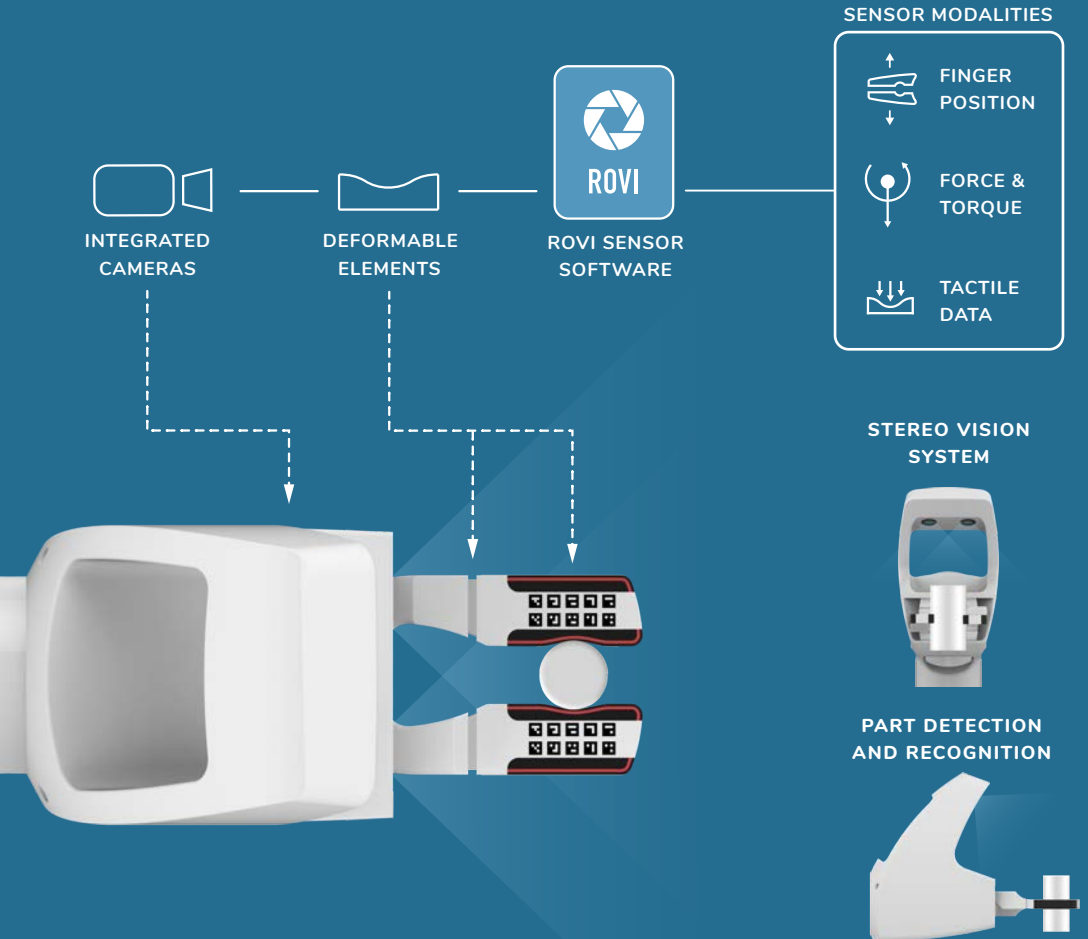 SENSOR MODALITIES
FINGER
POSITION
ROVI
FORCE &
TORQUE
INTEGRATED
CAMERAS
DEFORMABLE
ELEMENTS
ROVI SENSOR
SOFTWARE
TACTILE
DATA
STEREO VISION
SYSTEM
PART DETECTION
AND RECOGNITION